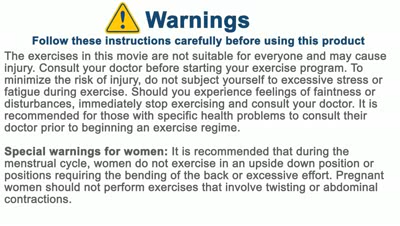 Warnings
Follow these instructions carefully before using this product
The exercises in this movie are not suitable for everyone and may cause
injury. Consult your doctor before starting your exercise program. To
minimize the risk of injury, do not subject yourself to excessive stress or
fatigue during exercise. Should you experience feelings of faintness or
disturbances, immediately stop exercising and consult your doctor. It is
recommended for those with specific health problems to consult their
doctor prior to beginning an exercise regime.
Special warnings for women: It is recommended that during the
menstrual cycle, women do not exercise in an upside down position or
positions requiring the bending of the back or excessive effort. Pregnant
women should not perform exercises that involve twisting or abdominal
contractions.